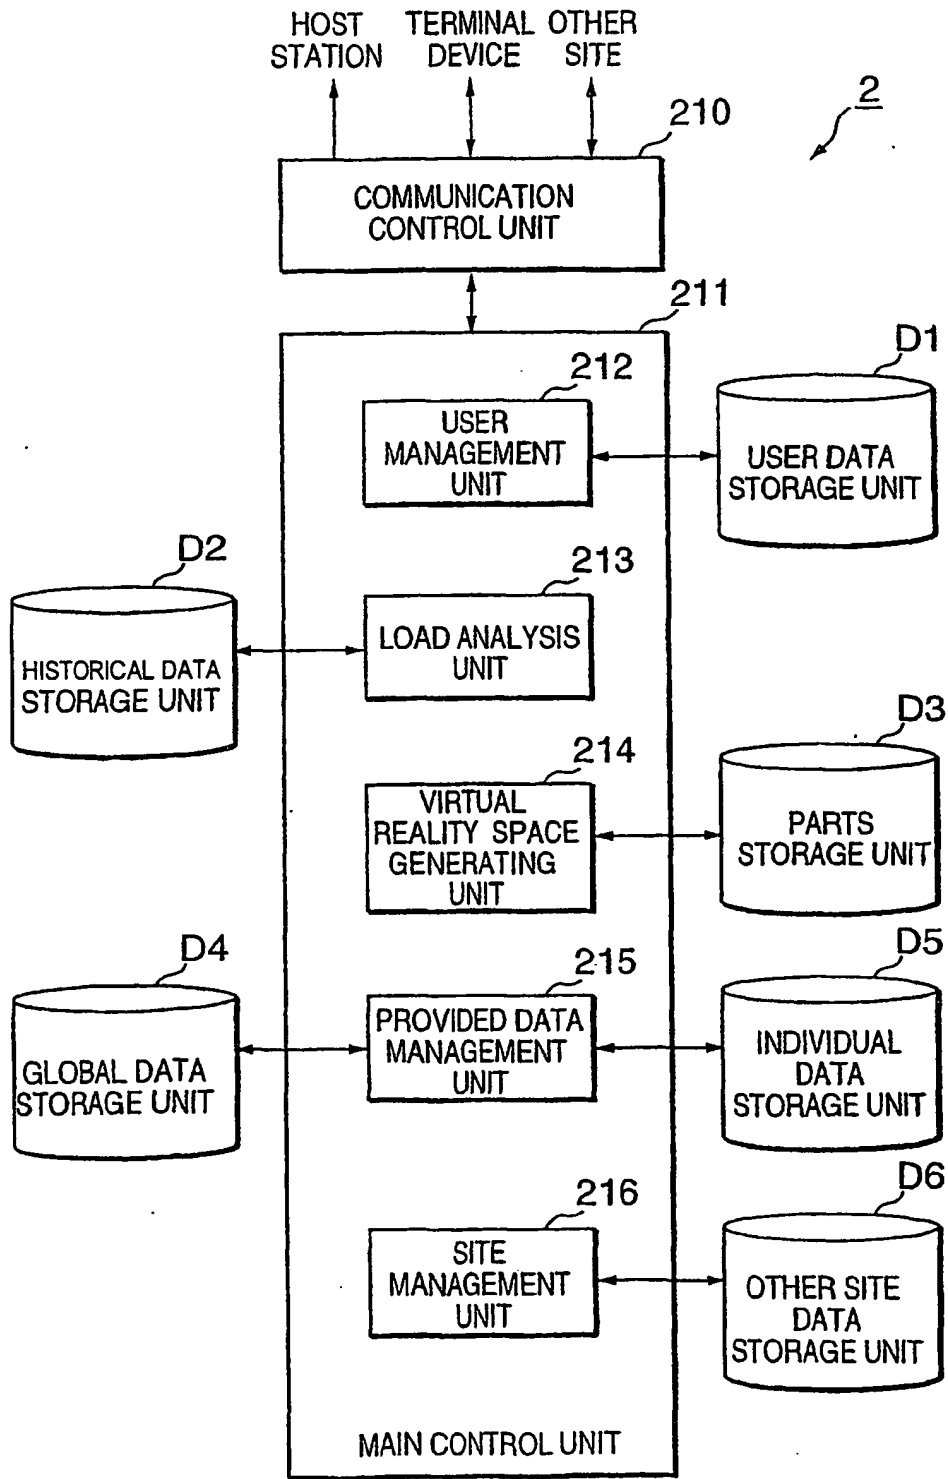 HOST
STATION
TERMINAL
DEVICE
OTHER
SITE
2
210
COMMUNICATION
CONTROL UNIT
211
212
USER
MANAGEMENT
UNIT
D1
USER DATA
STORAGE UNIT
D2
HISTORICAL DATA
STORAGE UNIT
213
LOAD ANALYSIS
UNIT
214
VIRTUAL
REALITY SPACE
GENERATING
UNIT
D3
PARTS
STORAGE UNIT
D4
GLOBAL DATA
STORAGE UNIT
215
PROVIDED DATA
MANAGEMENT
UNIT
D5
INDIVIDUAL
DATA
STORAGE UNIT
216
SITE
MANAGEMENT
UNIT
D6
OTHER SITE
DATA
STORAGE UNIT
MAIN CONTROL UNIT